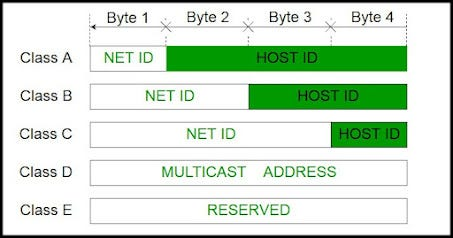 Byte 1 Byte 2 Byte 3 Byte 4
Class A NET ID HOST ID
Class B NET ID HOST ID
Class C NET ID HOST ID
Class D MULTICAST ADDRESS
Class E RESERVED